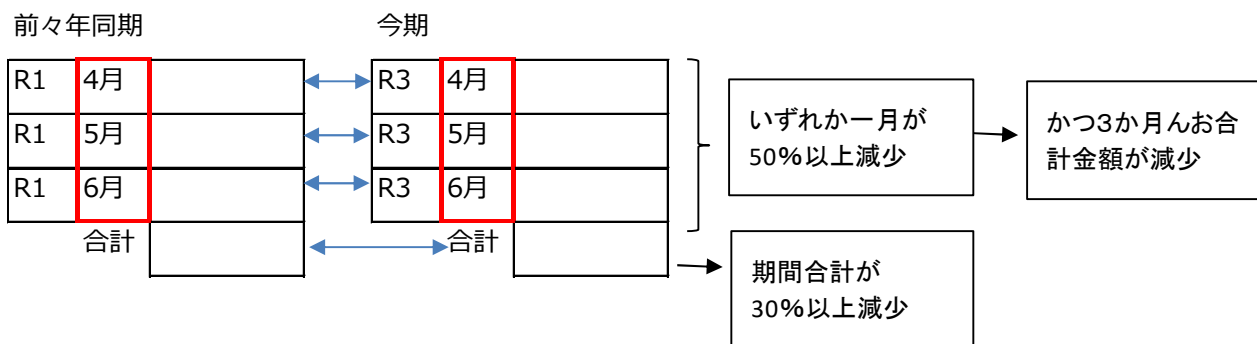 前々年同期
今期
R1 4月
R3 4月
R1 5月
R3 5月
R1 6月
R3 6月
合計
合計
いずれか一月が
50%以上減少
かつ3か月んお合
計金額が減少
期間合計が
30%以上減少